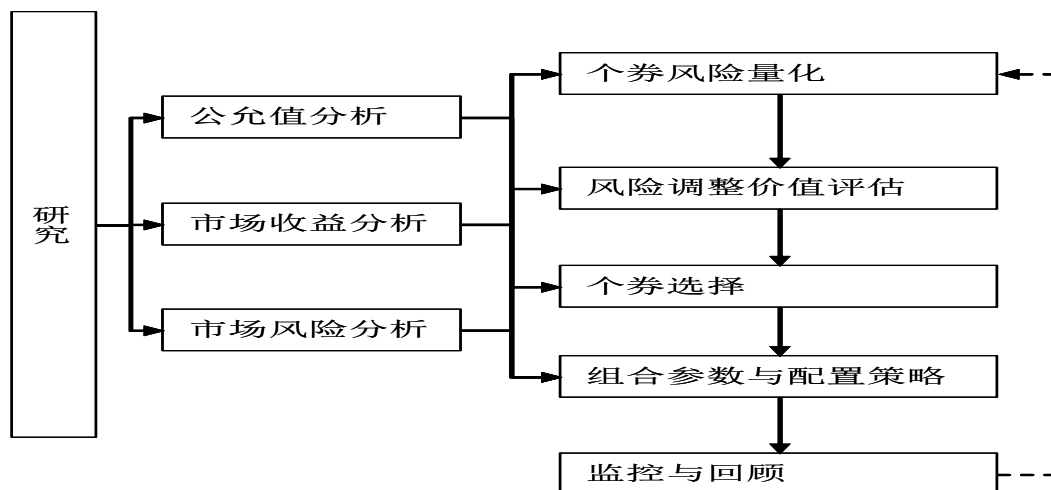 研究
公允值分析
市场收益分析
市场风险分析
个券风险量化
风险调整价值评估
个券选择
组合参数与配置策略
监控与回顾